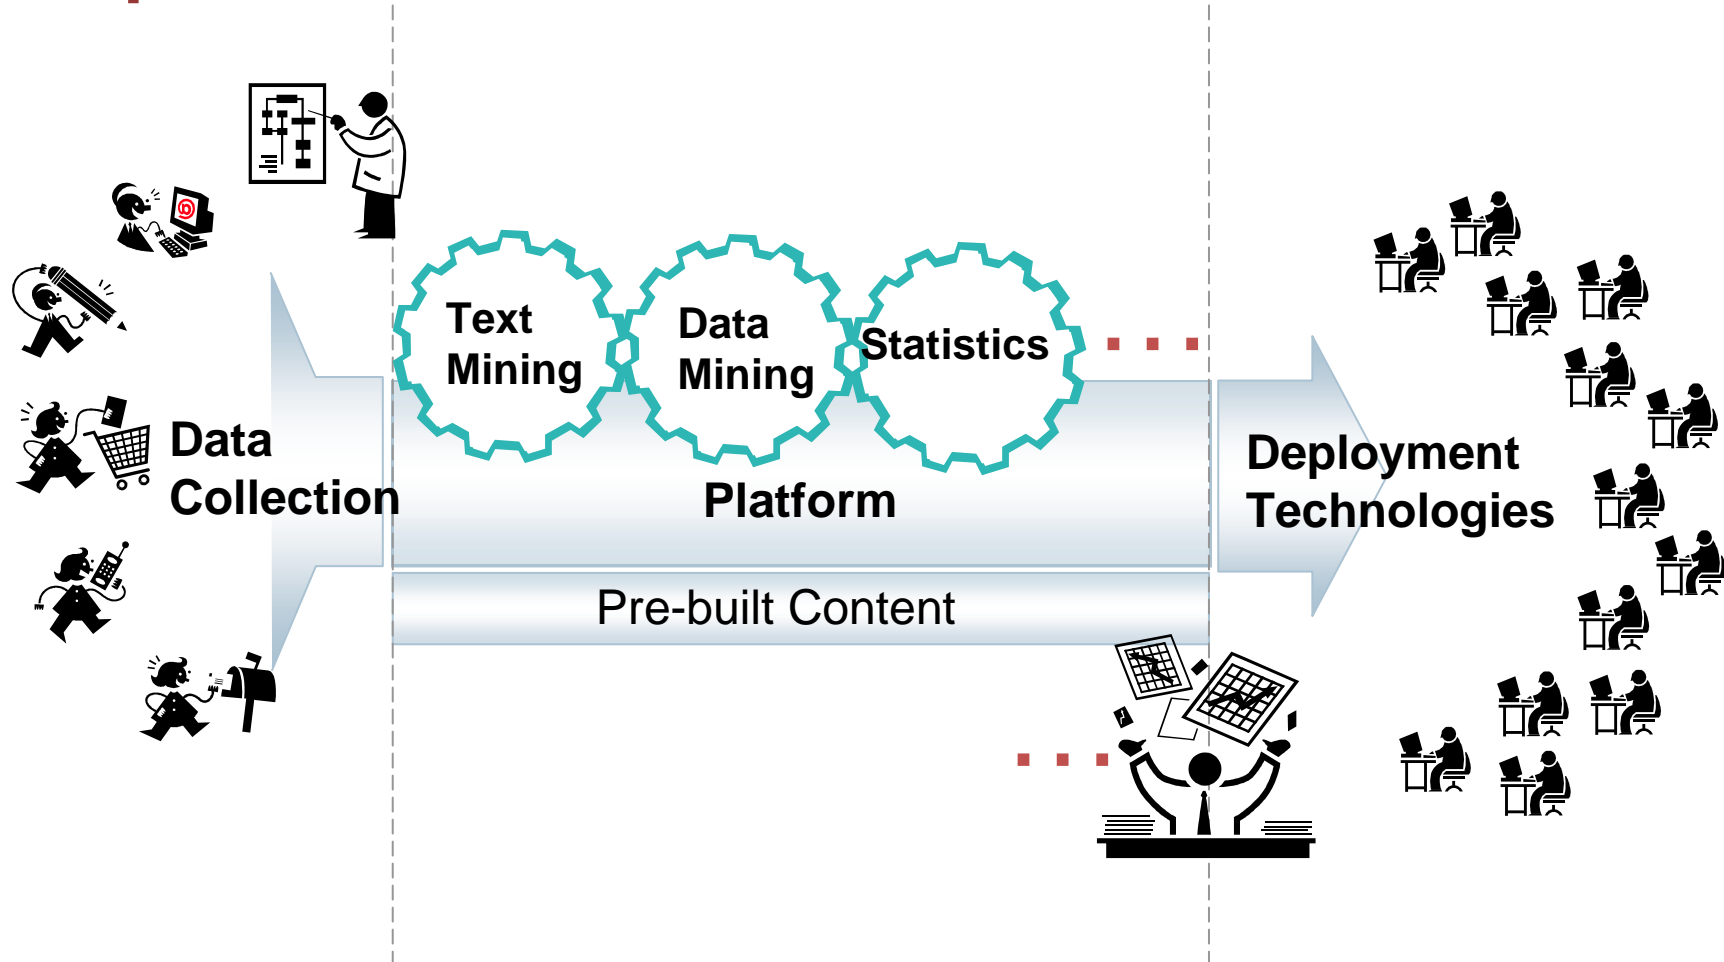 Text
Mining
Data
Mining
Statistics
Data
Collection
Platform
Deployment
Technologies
Pre-built Content
@